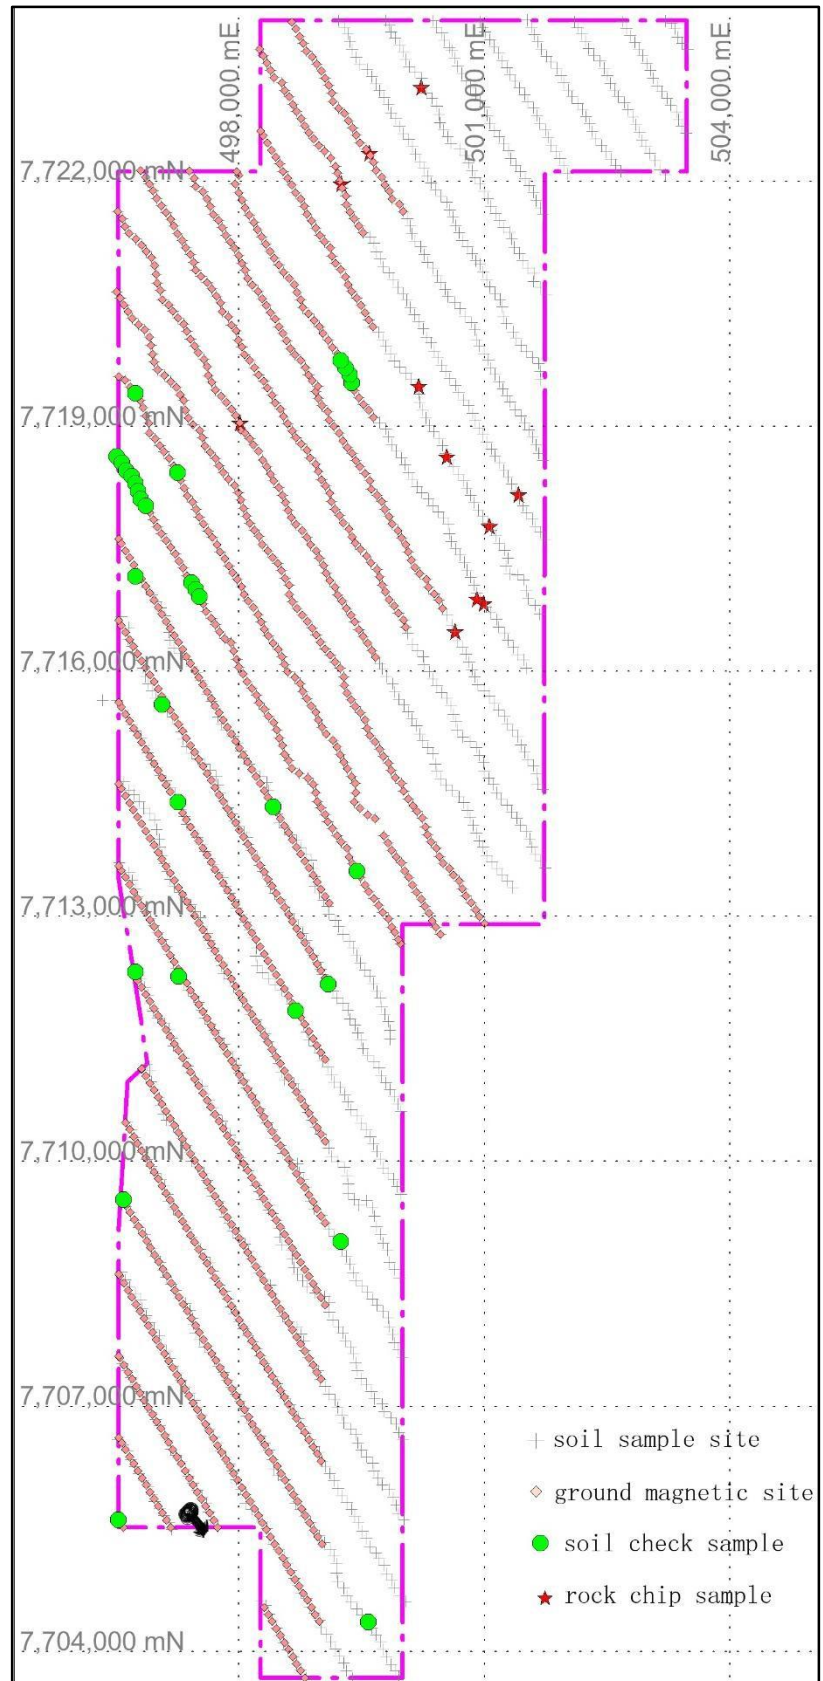 498,000 mE
501,000 mE
504,000 mE
7,722,000 mN
7,719,000 mN
7,716,000 mN
7,713,000 mN
7,710,000 mN
7,707,000 mN
7,704,000 mN
soil sample site
ground magnetic site
soil check sample
rock chip sample